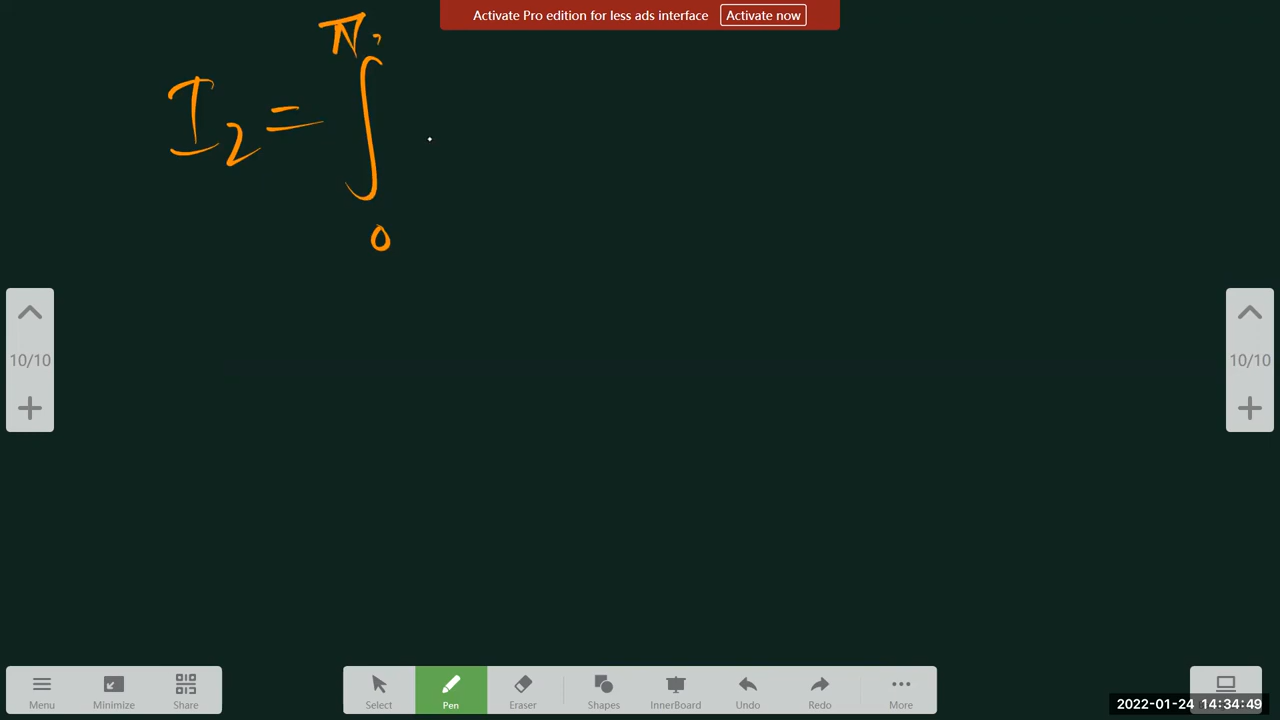 Activate Pro edition for less ads interface Activate now
I₂ = ∫₀^π
10/10
10/10
Menu Minimize Share Select Pen Eraser Shapes InnerBoard Undo Redo More
2022-01-24 14:34:49